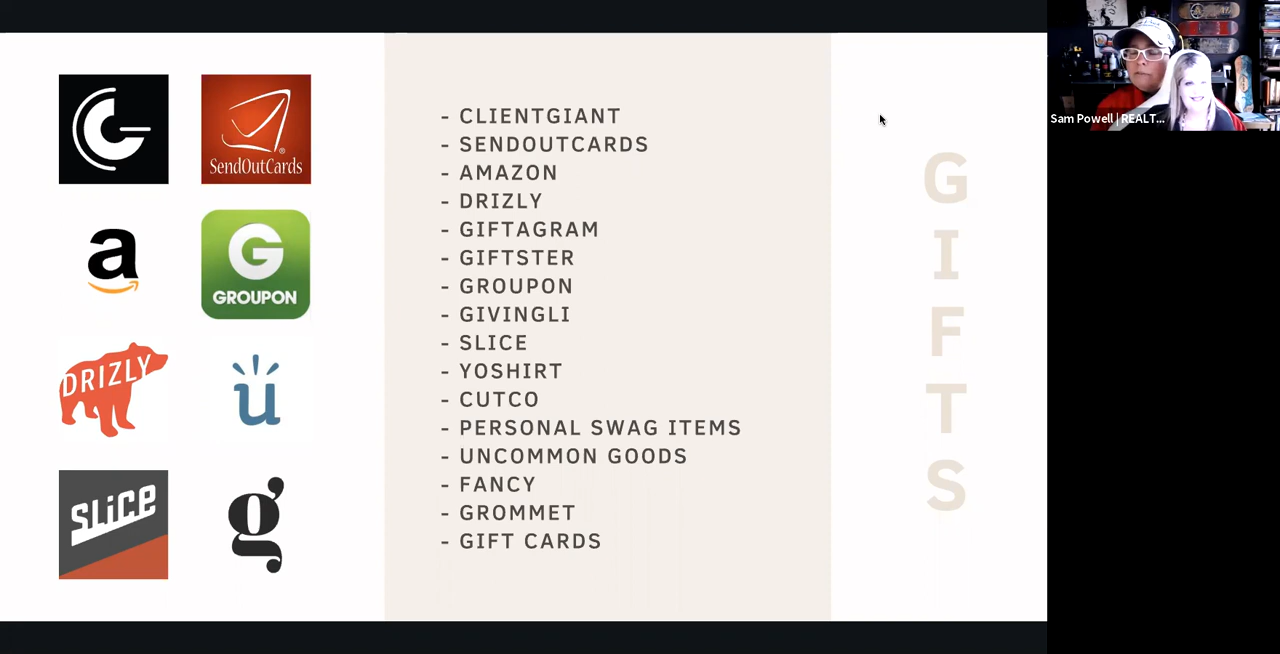 SendOutCards
a
GROUPON
DRIZLY
u
SLiCe
g
- CLIENTGIANT
- SENDOUTCARDS
- AMAZON
- DRIZLY
- GIFTAGRAM
- GIFTSTER
- GROUPON
- GIVINGLI
- SLICE
- YOSHIRT
- CUTCO
- PERSONAL SWAG ITEMS
- UNCOMMON GOODS
- FANCY
- GROMMET
- GIFT CARDS
G
I
F
T
S
Sam Powell | REALT...